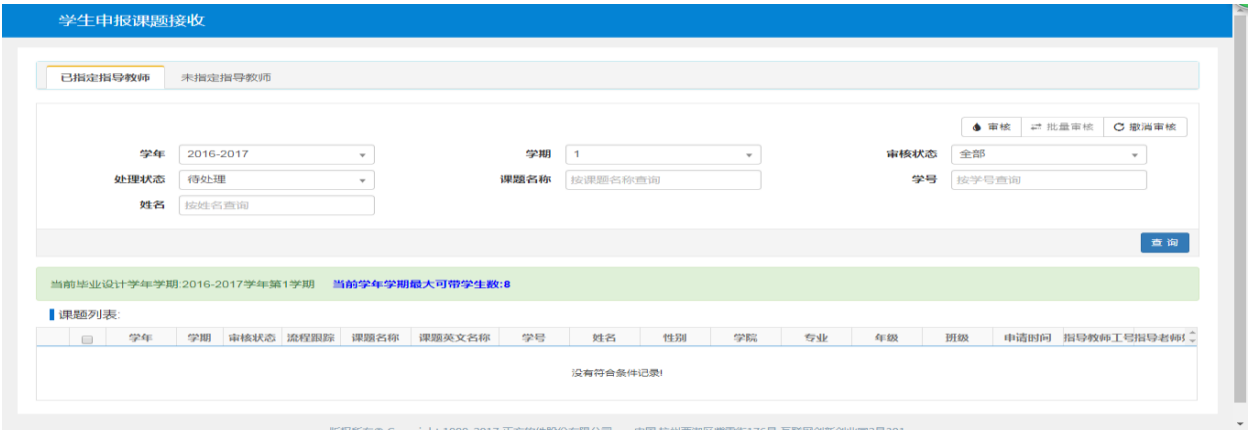 学生申报课题接收
已指定指导教师 未指定指导教师
审核 批量审核 撤消审核
学年 2016-2017 学期 1 审核状态 全部
处理状态 待处理 课题名称 按课题名称查询 学号 按学号查询
姓名 按姓名查询
查询
当前毕业设计学年学期:2016-2017学年第1学期 当前学年学期最大可带学生数:8
课题列表:
学年 学期 审核状态 流程跟踪 课题名称 课题英文名称 学号 姓名 性别 学院 专业 年级 班级 申请时间 指导教师工号 指导老师
没有符合条件记录!